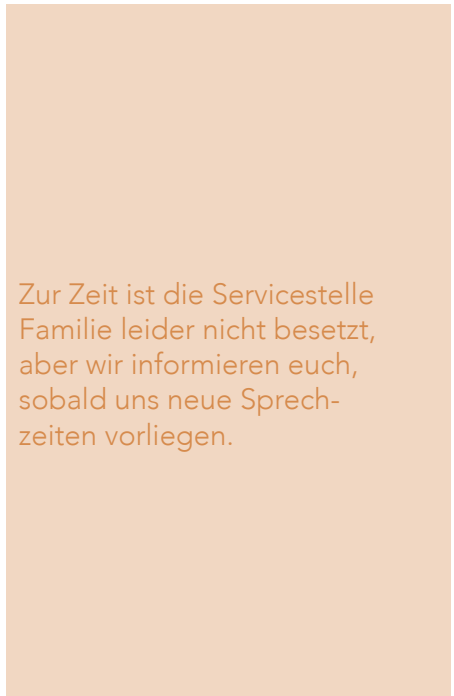 Zur Zeit ist die Servicestelle
Familie leider nicht besetzt,
aber wir informieren euch,
sobald uns neue Sprech-
zeiten vorliegen.